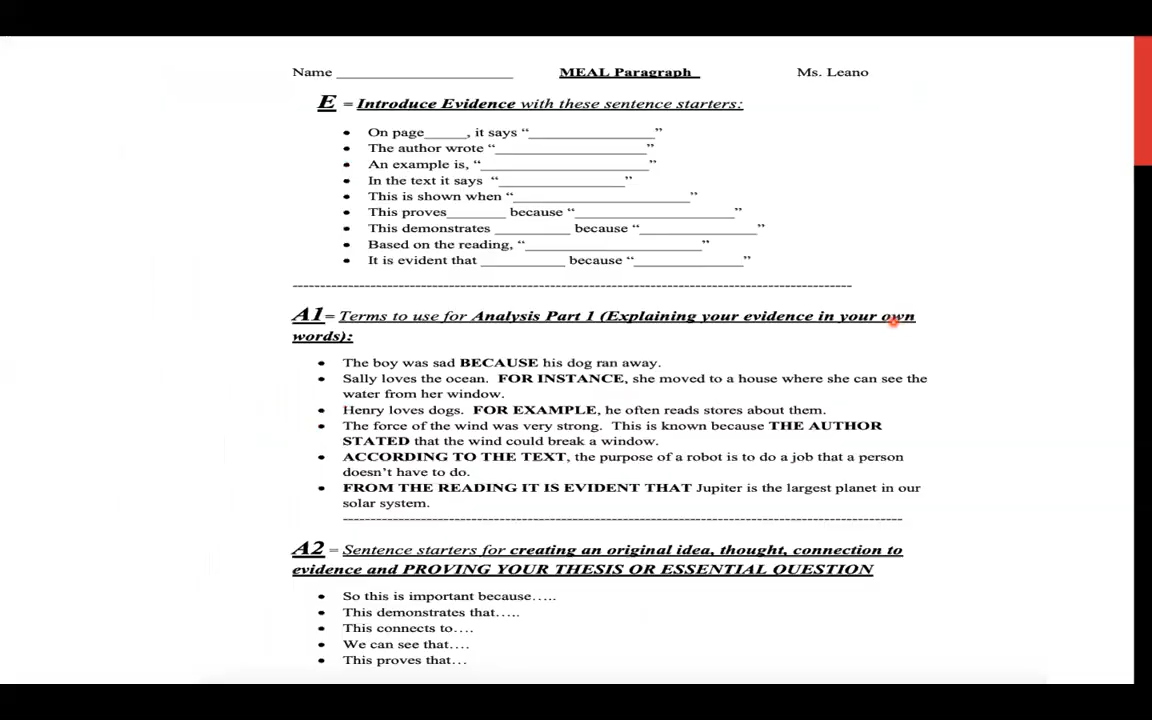 Name ______________________ MEAL Paragraph Ms. Leano
E = Introduce Evidence with these sentence starters:
• On page_____, it says “________________”
• The author wrote “___________________”
• An example is, “_____________________”
• In the text it says “________________”
• This is shown when “______________________”
• This proves_______ because “____________________”
• This demonstrates _________ because “_______________”
• Based on the reading, “______________________”
• It is evident that __________ because “______________”
--------------------------------------------------------------------------------------------------------
A1= Terms to use for Analysis Part 1 (Explaining your evidence in your own
words):
• The boy was sad BECAUSE his dog ran away.
• Sally loves the ocean. FOR INSTANCE, she moved to a house where she can see the
water from her window.
• Henry loves dogs. FOR EXAMPLE, he often reads stores about them.
• The force of the wind was very strong. This is known because THE AUTHOR
STATED that the wind could break a window.
• ACCORDING TO THE TEXT, the purpose of a robot is to do a job that a person
doesn’t have to do.
• FROM THE READING IT IS EVIDENT THAT Jupiter is the largest planet in our
solar system.
--------------------------------------------------------------------------------------------------------
A2 = Sentence starters for creating an original idea, thought, connection to
evidence and PROVING YOUR THESIS OR ESSENTIAL QUESTION
• So this is important because…..
• This demonstrates that…..
• This connects to….
• We can see that….
• This proves that…